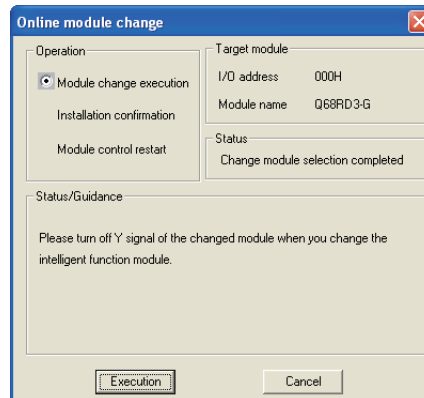 Online module change
Operation
Module change execution
Installation confirmation
Module control restart
Target module
I/O address 000H
Module name Q68RD3-G
Status
Change module selection completed
Status/Guidance
Please turn off Y signal of the changed module when you change the
intelligent function module.
Execution Cancel